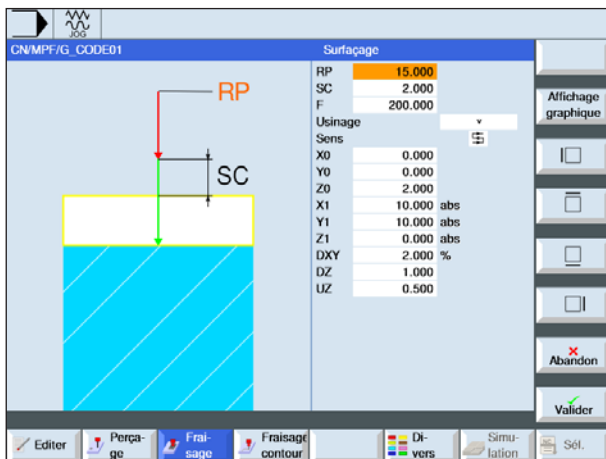 JOG
CN/MPF/G_CODE01
Surfaçage
RP
SC
RP 15.000
SC 2.000
F 200.000
Usinage v
Sens
X0 0.000
Y0 0.000
Z0 2.000
X1 10.000 abs
Y1 10.000 abs
Z1 0.000 abs
DXY 2.000 %
DZ 1.000
UZ 0.500
Affichage
graphique
Abandon
Valider
Editer
Perça-
ge
Frai-
sage
Fraisage
contour
Di-
vers
Simu-
lation
Sél.